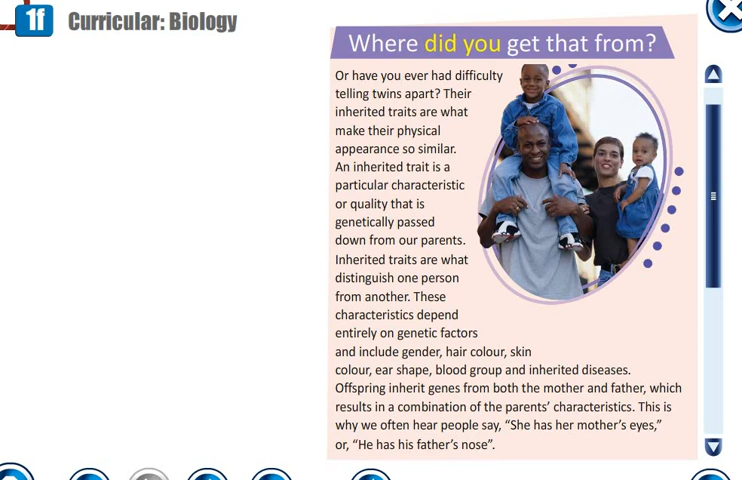 1f Curricular: Biology
Where did you get that from?
Or have you ever had difficulty
telling twins apart? Their
inherited traits are what
make their physical
appearance so similar.
An inherited trait is a
particular characteristic
or quality that is
genetically passed
down from our parents.
Inherited traits are what
distinguish one person
from another. These
characteristics depend
entirely on genetic factors
and include gender, hair colour, skin
colour, ear shape, blood group and inherited diseases.
Offspring inherit genes from both the mother and father, which
results in a combination of the parents’ characteristics. This is
why we often hear people say, “She has her mother’s eyes,”
or, “He has his father’s nose”.